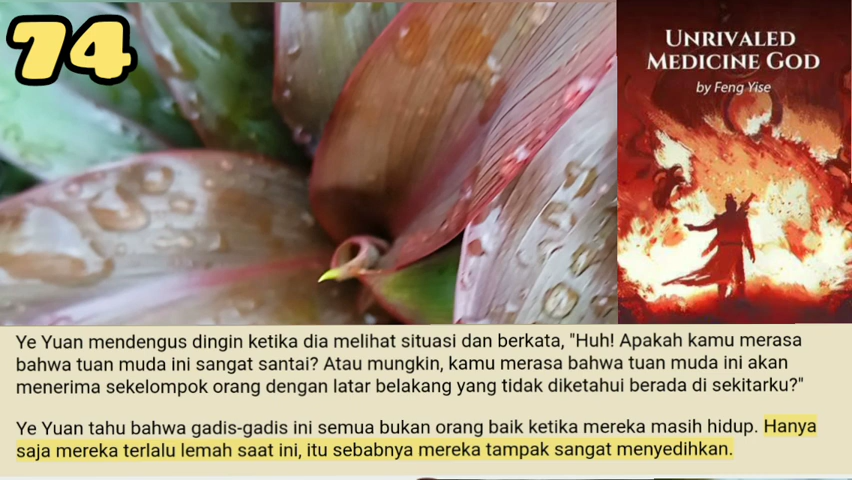 74
UNRIVALED
MEDICINE GOD
by Feng Yise
Ye Yuan mendengus dingin ketika dia melihat situasi dan berkata, "Huh! Apakah kamu merasa
bahwa tuan muda ini sangat santai? Atau mungkin, kamu merasa bahwa tuan muda ini akan
menerima sekelompok orang dengan latar belakang yang tidak diketahui berada di sekitarku?"
Ye Yuan tahu bahwa gadis-gadis ini semua bukan orang baik ketika mereka masih hidup. Hanya
saja mereka terlalu lemah saat ini, itu sebabnya mereka tampak sangat menyedihkan.